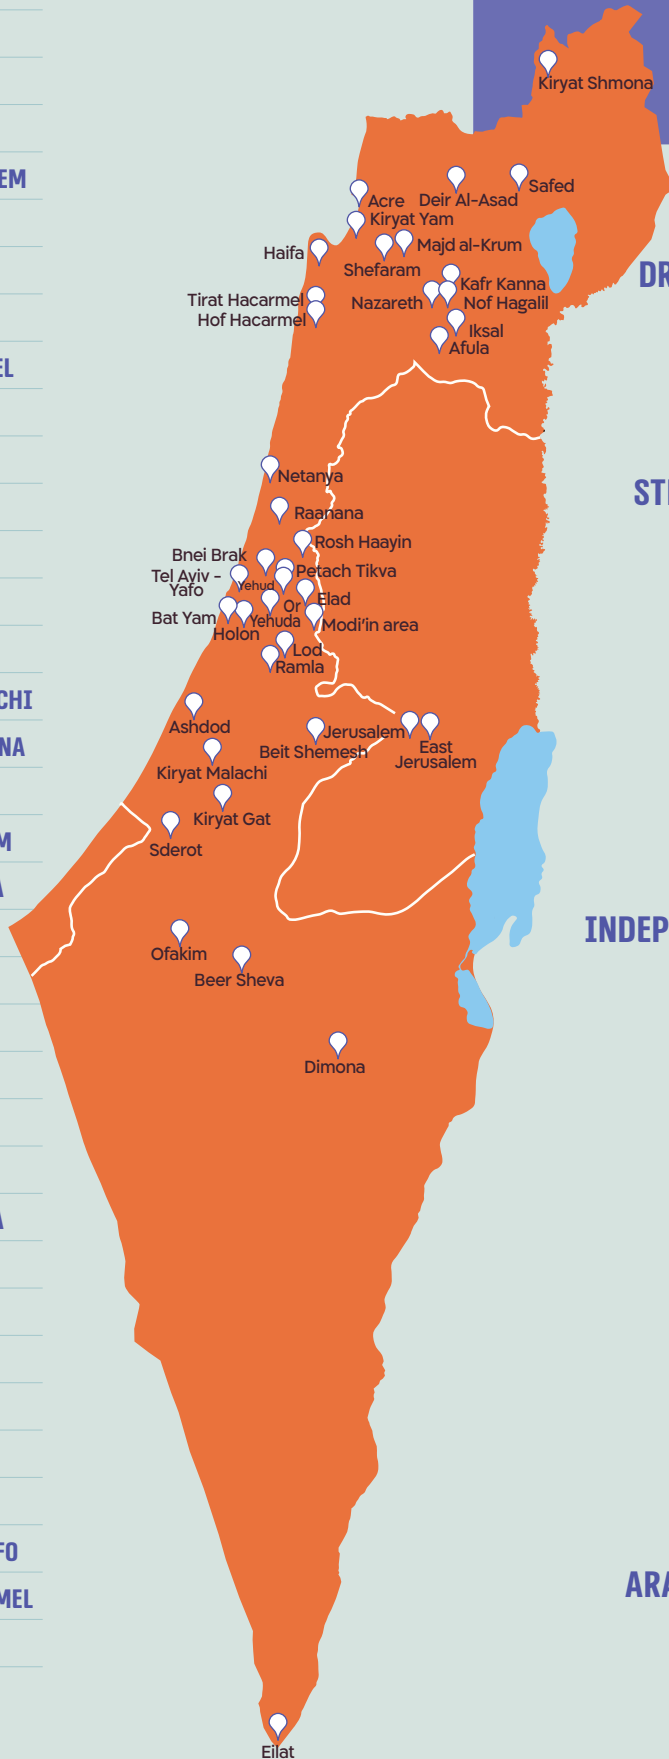 Kiryat Shmona
EM
Safed
Deir Al-Asad
Acre
Kiryat Yam
Majd al-Krum
Haifa
Shefaram
DR
Kafr Kanna
Tirat Hacarmel
Nazareth
Nof Hagalil
Hof Hacarmel
Iksal
Afula
EL
Netanya
STI
Raanana
Rosh Haayin
Bnei Brak
Petach Tikva
Tel Aviv -
Yafo
Yehud
Elad
Or
Yehuda
Bat Yam
Modi'in area
Holon
Lod
Ramla
CHI
Ashdod
Jerusalem
NA
East
Jerusalem
Beit Shemesh
Kiryat Malachi
Kiryat Gat
M
Sderot
A
INDEP
Ofakim
Beer Sheva
Dimona
A
FO
ARA
MEL
Eilat